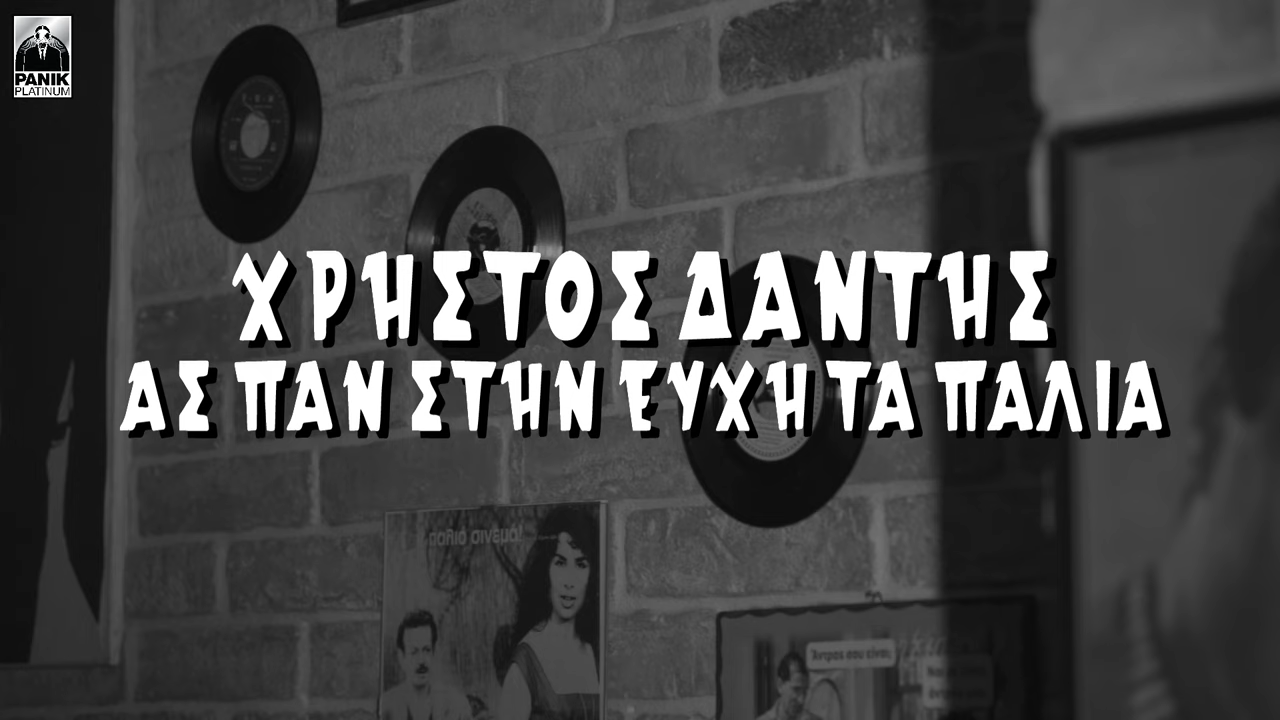 PANIK
PLATINUM
ΧΡΗΣΤΟΣ ΔΑΝΤΗΣ
ΑΣ ΠΑΝ ΣΤΗΝ ΕΥΧΗ ΤΑ ΠΑΛΙΑ
παλιό σινεμά!
Άντρας σου είναι;